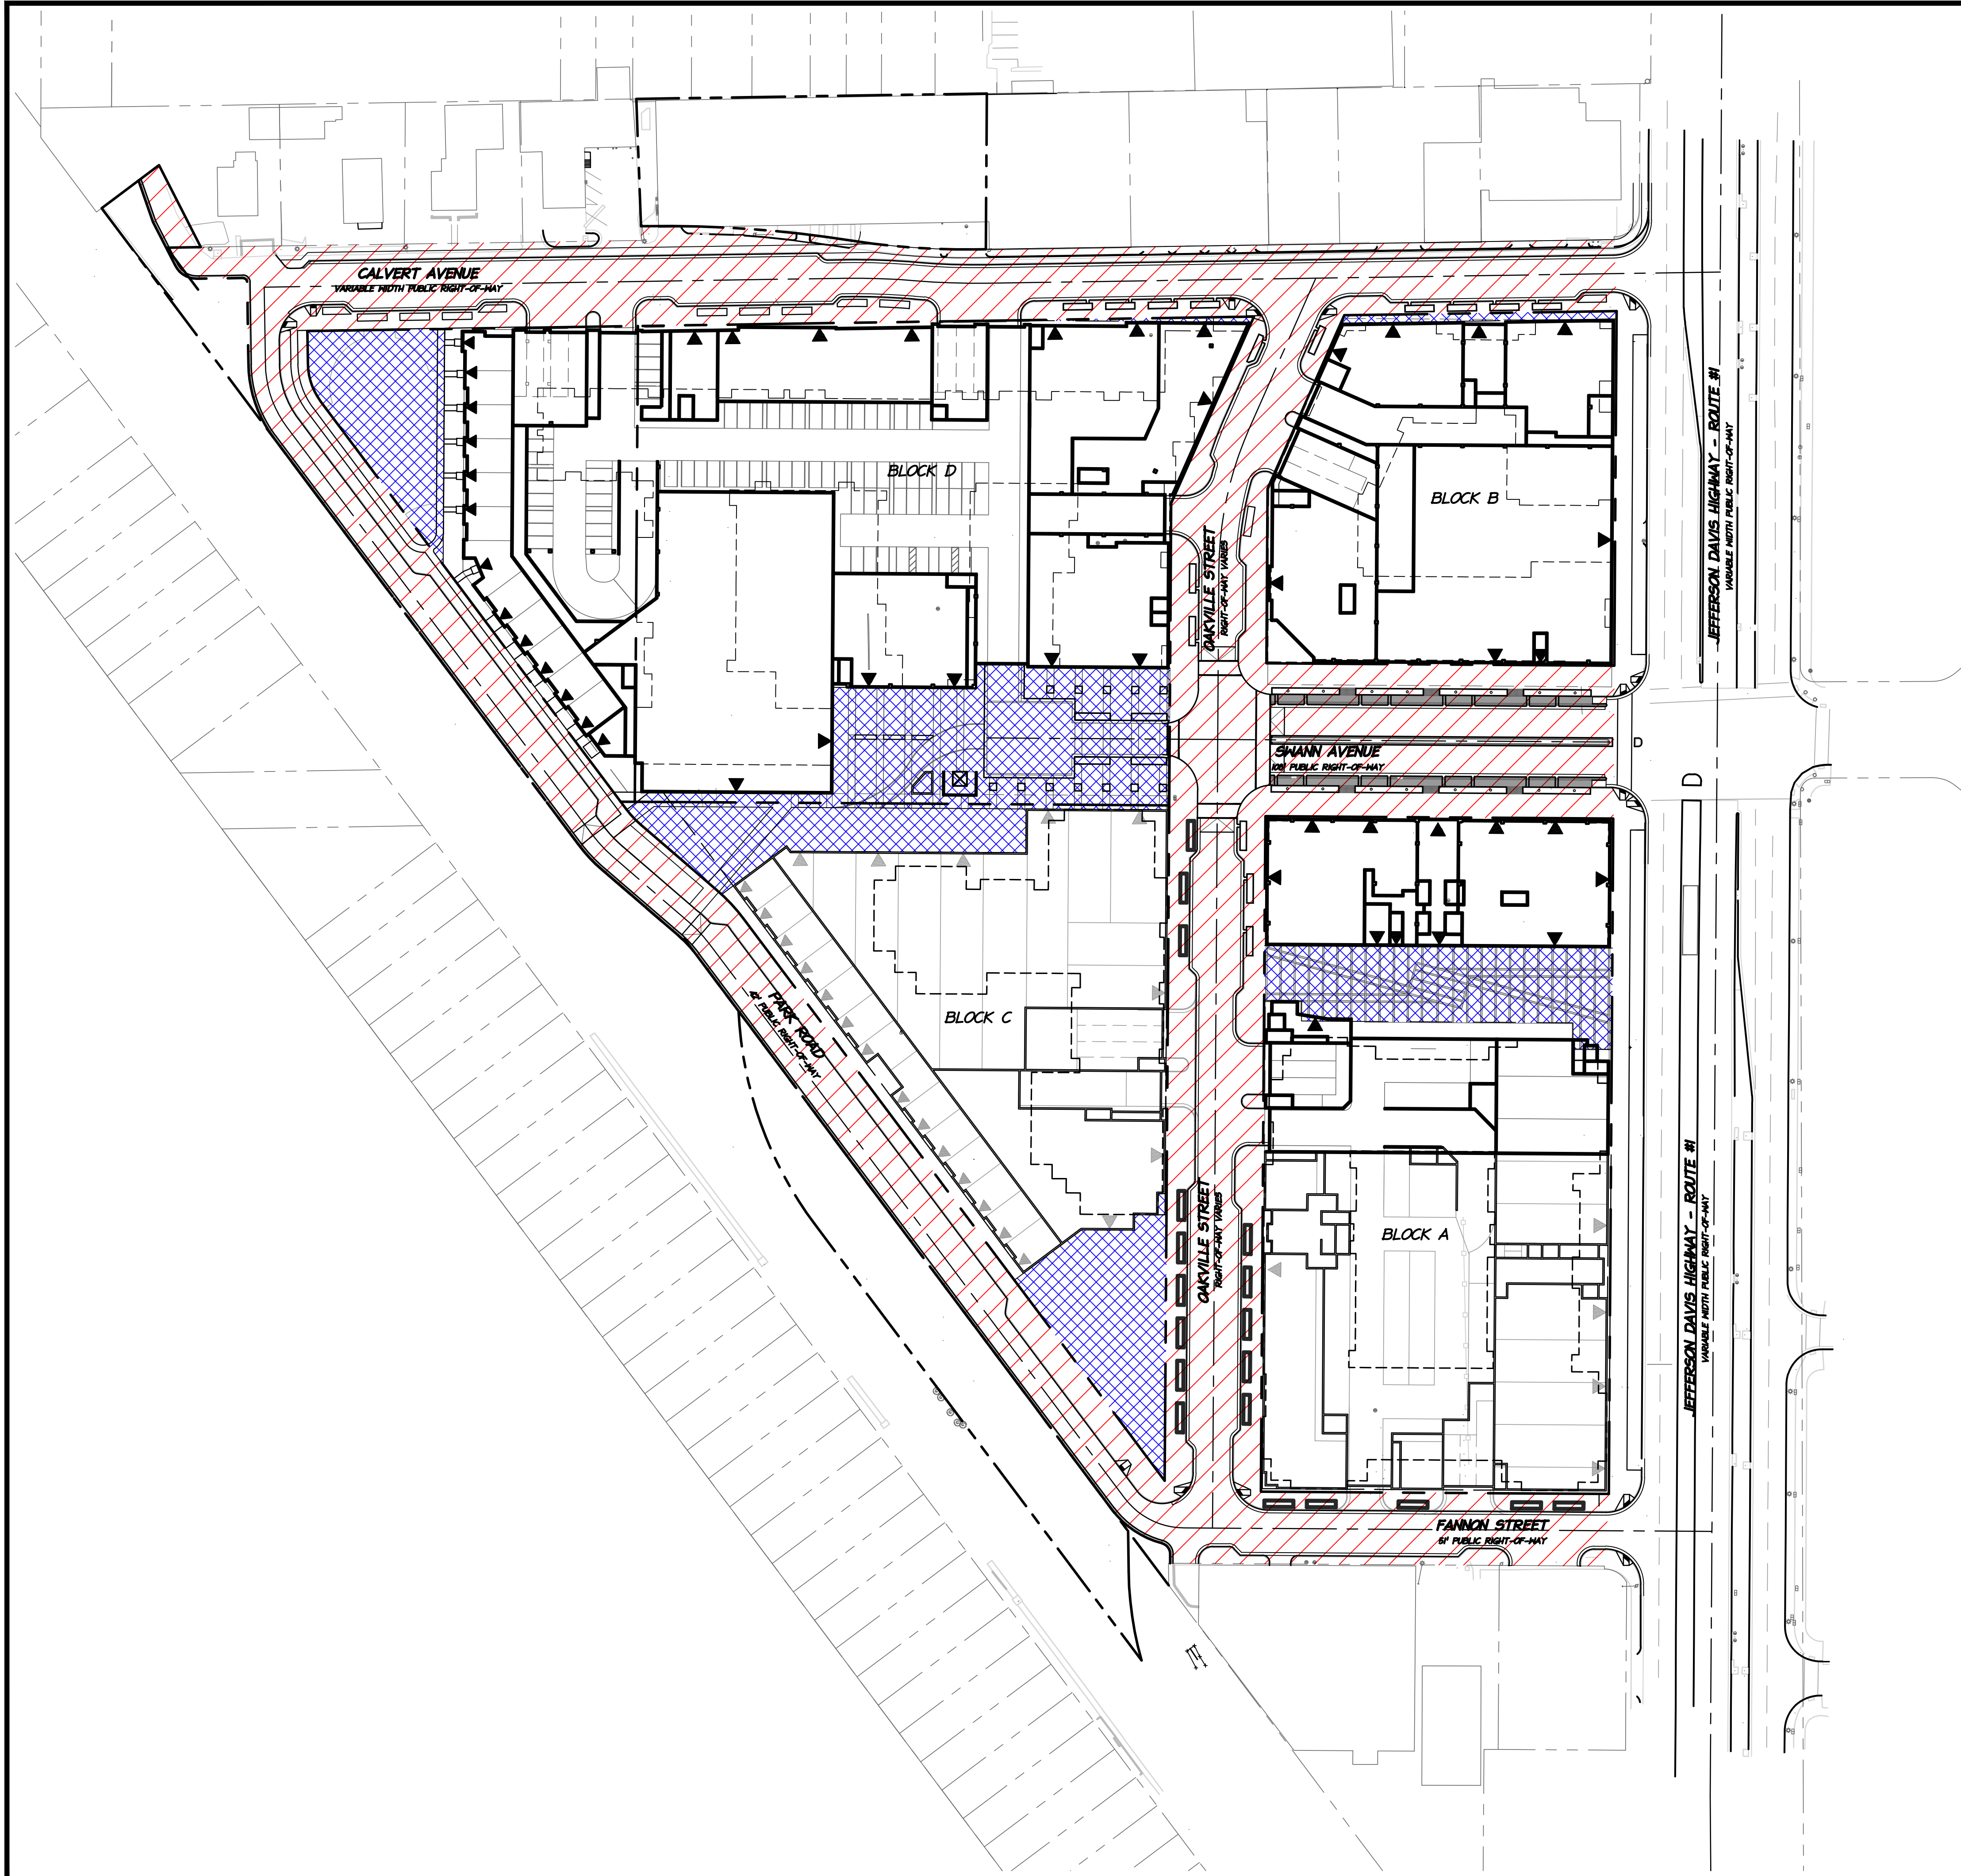 CALVERT AVENUE
VARIABLE WIDTH PUBLIC RIGHT-OF-WAY
BLOCK D
BLOCK B
JEFFERSON DAVIS HIGHWAY - ROUTE #1
VARIABLE WIDTH PUBLIC RIGHT-OF-WAY
OAKVILLE STREET
RIGHT-OF-WAY VARIES
SWANN AVENUE
108' PUBLIC RIGHT-OF-WAY
PARK ROAD
42' PUBLIC RIGHT-OF-WAY
BLOCK C
OAKVILLE STREET
RIGHT-OF-WAY VARIES
BLOCK A
JEFFERSON DAVIS HIGHWAY - ROUTE #1
VARIABLE WIDTH PUBLIC RIGHT-OF-WAY
FANNON STREET
51' PUBLIC RIGHT-OF-WAY